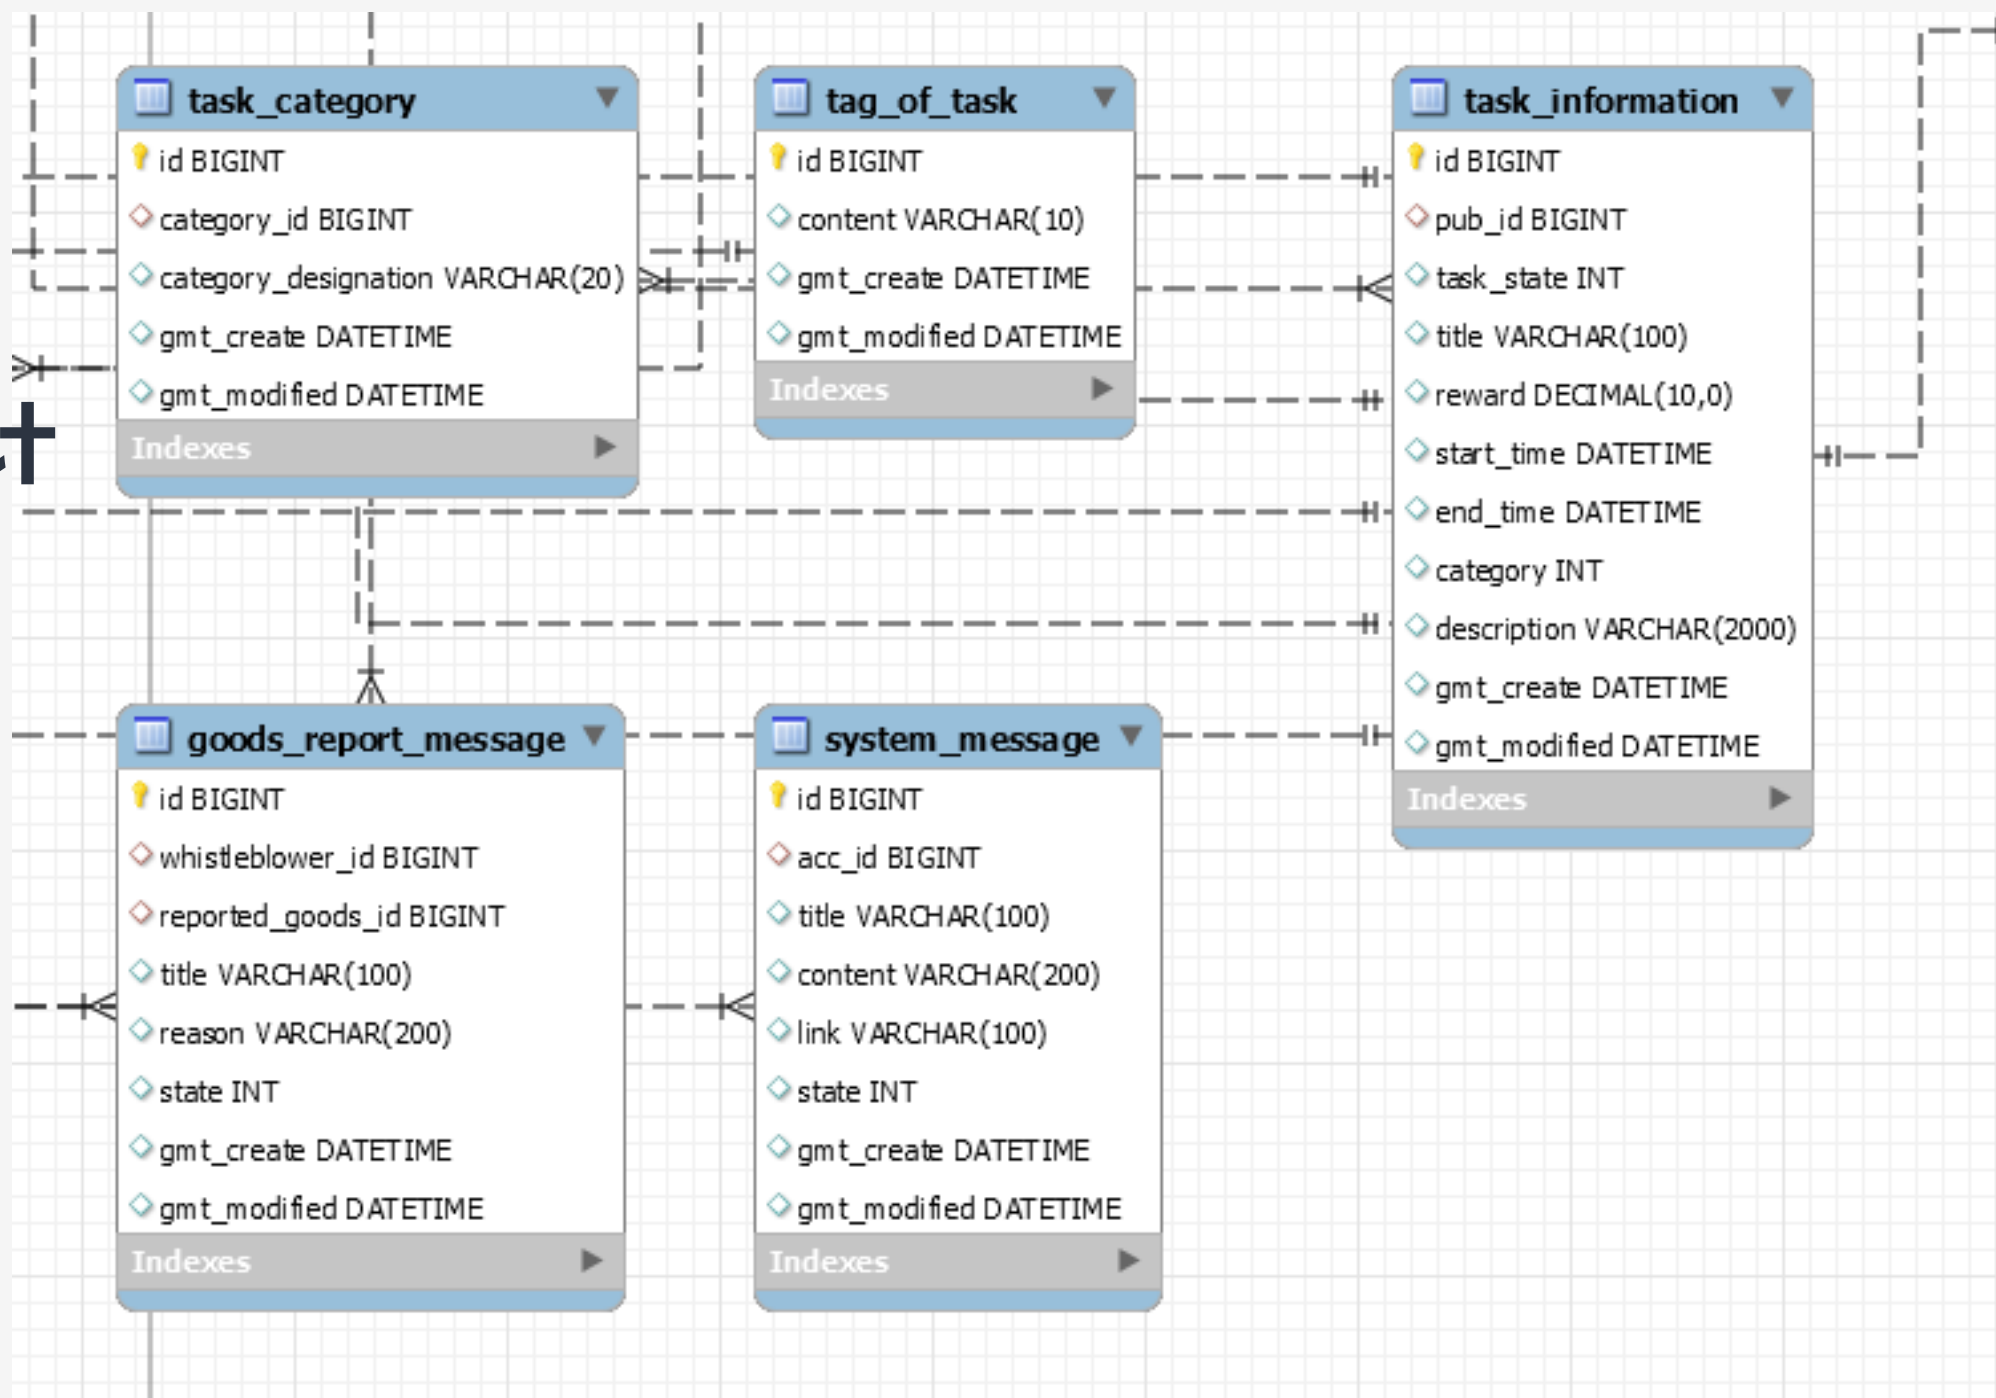 task_category
id BIGINT
category_id BIGINT
category_designation VARCHAR(20)
gmt_create DATETIME
gmt_modified DATETIME
Indexes
tag_of_task
id BIGINT
content VARCHAR(10)
gmt_create DATETIME
gmt_modified DATETIME
Indexes
task_information
id BIGINT
pub_id BIGINT
task_state INT
title VARCHAR(100)
reward DECIMAL(10,0)
start_time DATETIME
end_time DATETIME
category INT
description VARCHAR(2000)
gmt_create DATETIME
gmt_modified DATETIME
Indexes
goods_report_message
id BIGINT
whistleblower_id BIGINT
reported_goods_id BIGINT
title VARCHAR(100)
reason VARCHAR(200)
state INT
gmt_create DATETIME
gmt_modified DATETIME
Indexes
system_message
id BIGINT
acc_id BIGINT
title VARCHAR(100)
content VARCHAR(200)
link VARCHAR(100)
state INT
gmt_create DATETIME
gmt_modified DATETIME
Indexes